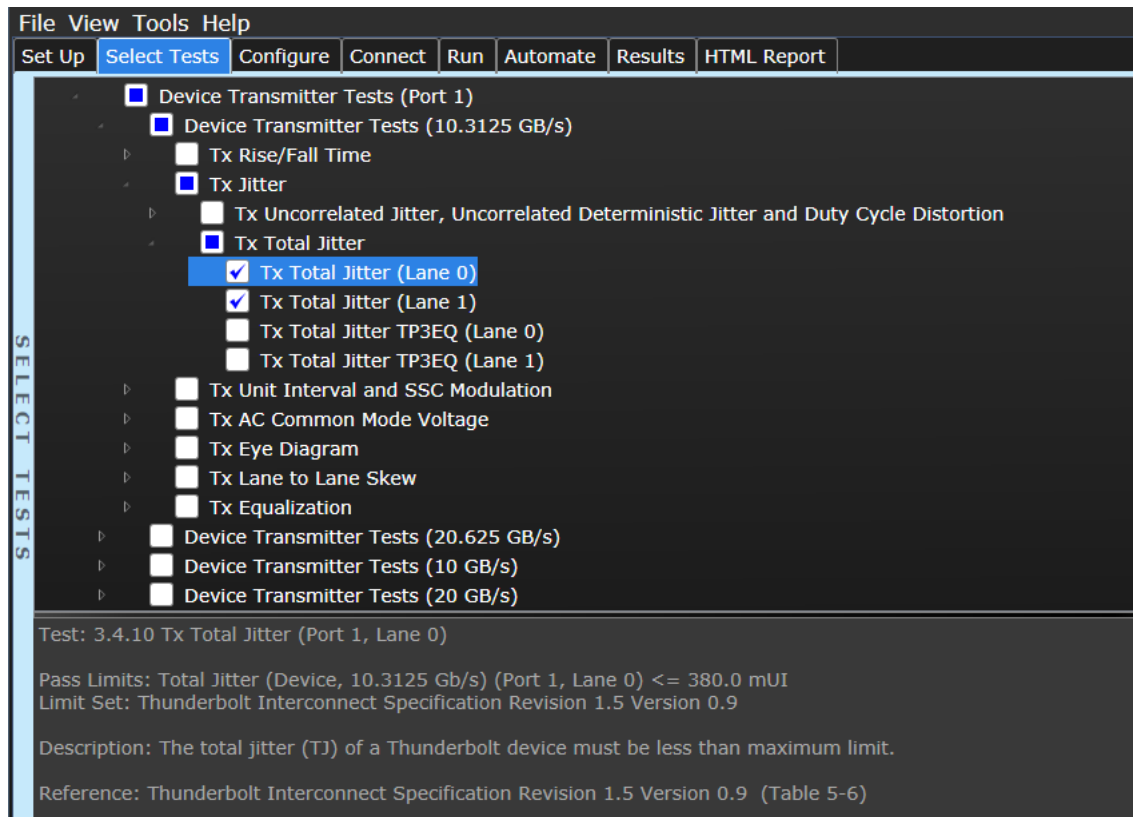 File View Tools Help
Set Up Select Tests Configure Connect Run Automate Results HTML Report
Device Transmitter Tests (Port 1)
Device Transmitter Tests (10.3125 GB/s)
Tx Rise/Fall Time
Tx Jitter
Tx Uncorrelated Jitter, Uncorrelated Deterministic Jitter and Duty Cycle Distortion
Tx Total Jitter
Tx Total Jitter (Lane 0)
Tx Total Jitter (Lane 1)
Tx Total Jitter TP3EQ (Lane 0)
Tx Total Jitter TP3EQ (Lane 1)
Tx Unit Interval and SSC Modulation
Tx AC Common Mode Voltage
Tx Eye Diagram
Tx Lane to Lane Skew
Tx Equalization
Device Transmitter Tests (20.625 GB/s)
Device Transmitter Tests (10 GB/s)
Device Transmitter Tests (20 GB/s)
SELECT TESTS
Test: 3.4.10 Tx Total Jitter (Port 1, Lane 0)
Pass Limits: Total Jitter (Device, 10.3125 Gb/s) (Port 1, Lane 0) <= 380.0 mUI
Limit Set: Thunderbolt Interconnect Specification Revision 1.5 Version 0.9
Description: The total jitter (TJ) of a Thunderbolt device must be less than maximum limit.
Reference: Thunderbolt Interconnect Specification Revision 1.5 Version 0.9 (Table 5-6)